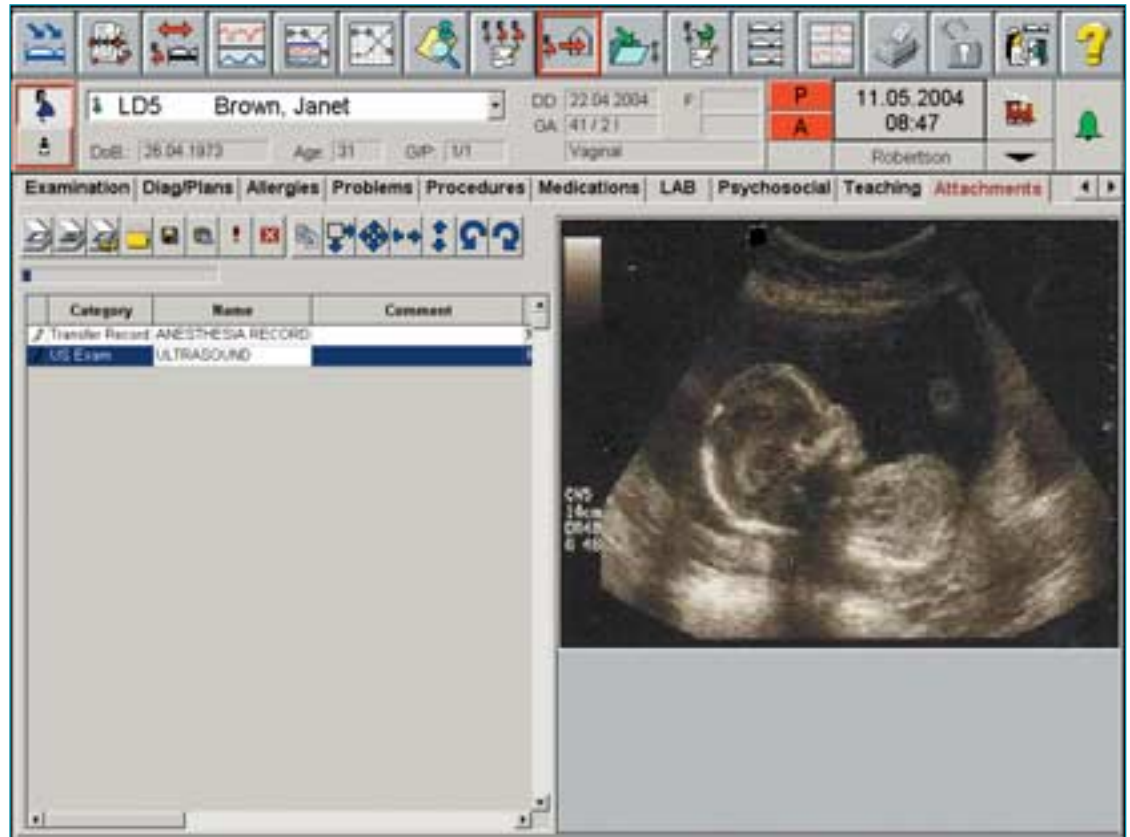 LD5 Brown, Janet
DD: 22.04.2004 F:
GA: 41/2 |
P
A
11.05.2004
08:47
DoB.: 26.04.1973 Age: 31 G/P: 1/1
Vaginal
Robertson
Examination Diag/Plans Allergies Problems Procedures Medications LAB Psychosocial Teaching Attachments
Category Name Comment
Transfer Record ANESTHESIA RECORD
US Exam ULTRASOUND
14cm